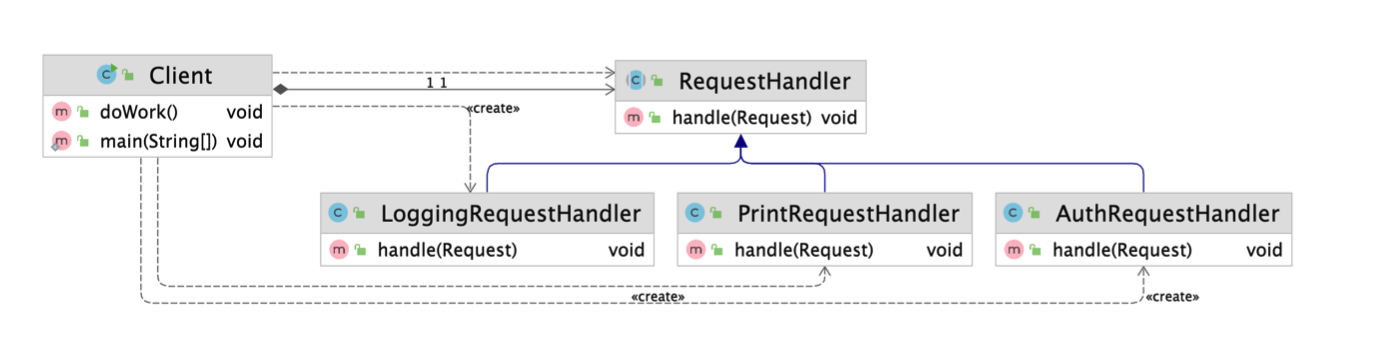 Client
doWork() void
main(String[]) void
1 1
«create»
RequestHandler
handle(Request) void
LoggingRequestHandler
handle(Request) void
PrintRequestHandler
handle(Request) void
AuthRequestHandler
handle(Request) void
«create»
«create»